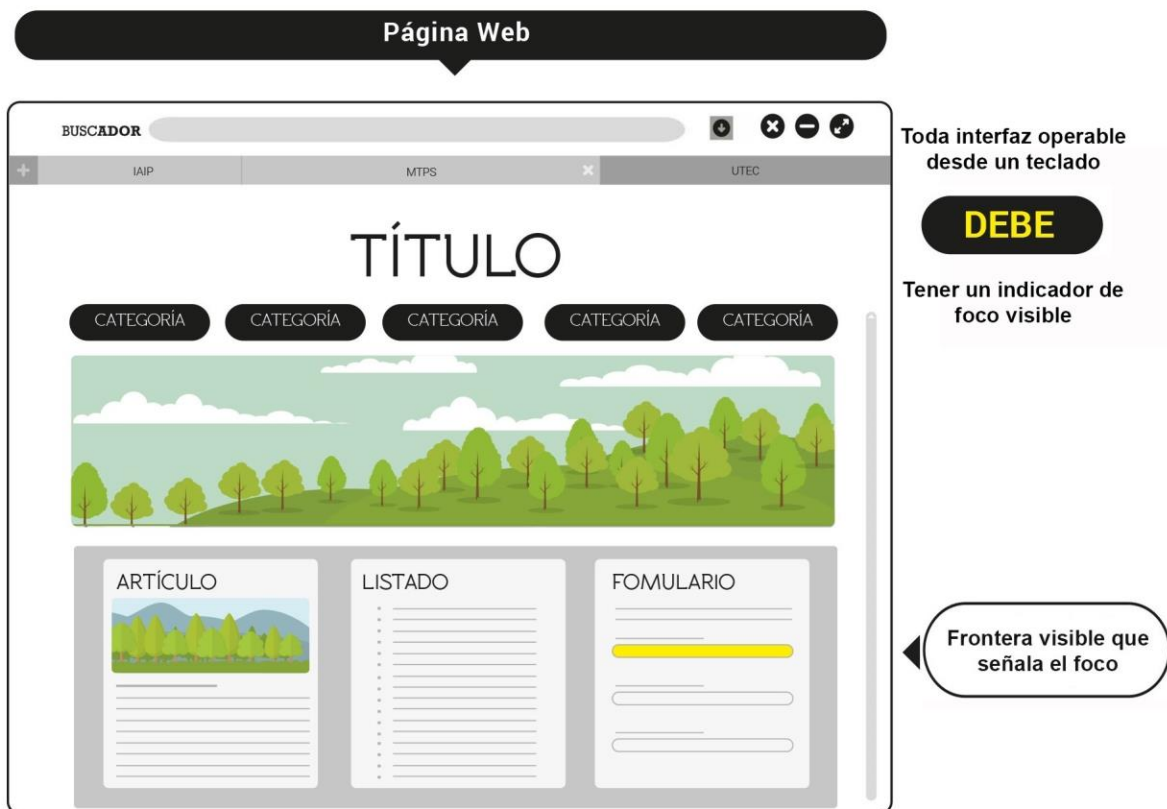 Página Web
BUSCADOR
IAIP
MTPS
UTEC
TÍTULO
CATEGORÍA
CATEGORÍA
CATEGORÍA
CATEGORÍA
CATEGORÍA
ARTÍCULO
LISTADO
FOMULARIO
Toda interfaz operable
desde un teclado
DEBE
Tener un indicador de
foco visible
Frontera visible que
señala el foco